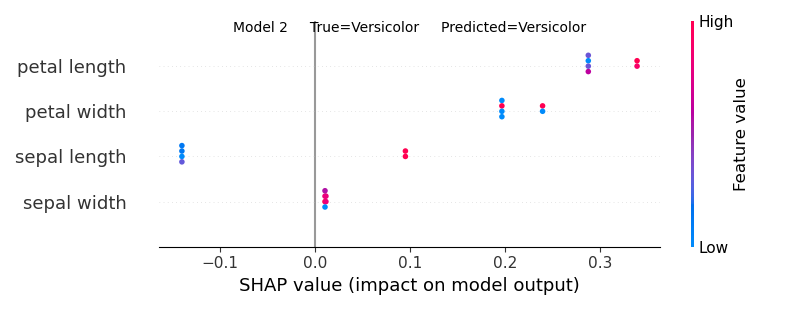 Model 2 True=Versicolor Predicted=Versicolor
High
petal length
petal width
sepal length
sepal width
Feature value
Low
−0.1 0.0 0.1 0.2 0.3
SHAP value (impact on model output)